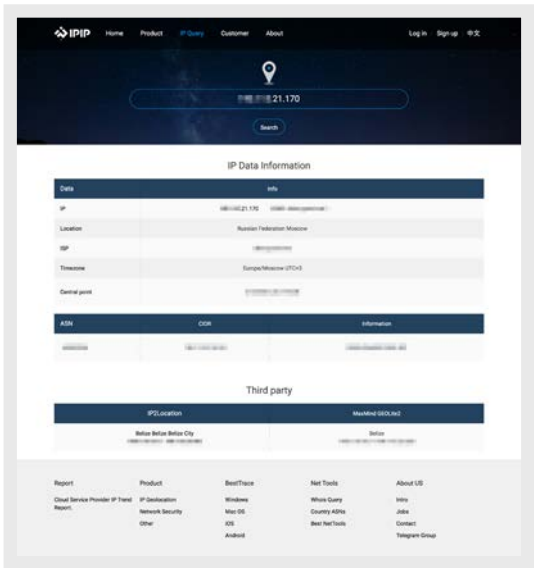 IPIP Home Product IP Query Customer About Log in Sign up 中文
.21.170
Search
IP Data Information
Data Info
IP .21.170
Location Russian Federation Moscow
ISP
Timezone Europe/Moscow UTC+3
Central point
ASN CIDR Information
Third party
IP2Location MaxMind GEOLite2
Belize Belize Belize City Belize
Report Product BestTrace Net Tools About US
Cloud Service Provider IP Trend IP Geolocation Windows Whois Query Intro
Report. Network Security Mac OS Country ASNs Jobs
Other IOS Best NetTools Contact
Android Telegram Group